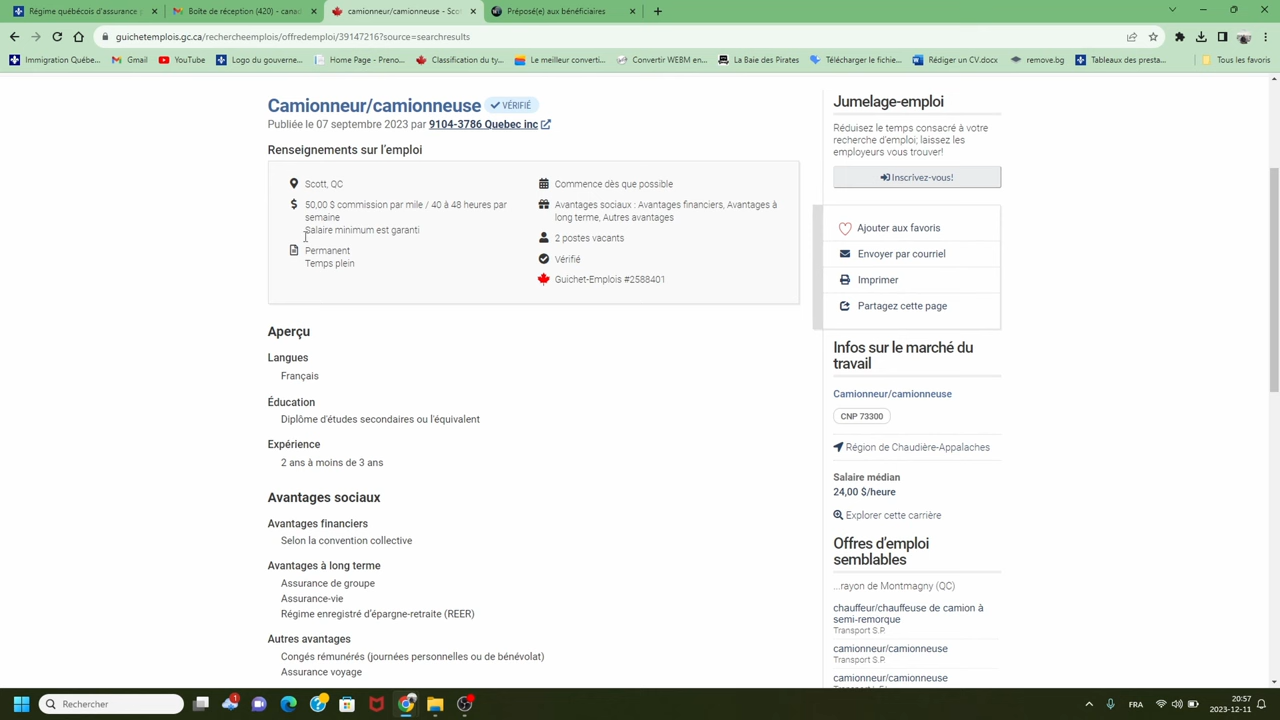 Régime québécois d'assurance
Boîte de réception (420) - canad
camionneur/camionneuse - Sco
Préposé(e) aux bénéficiaires
guichetemplois.gc.ca/rechercheemplois/offredemploi/39147216?source=searchresults
Immigration Québe...
Gmail
YouTube
Logo du gouverne...
Home Page - Preno...
Classification du ty...
Le meilleur converti...
Convertir WEBM en...
La Baie des Pirates
Télécharger le fichie...
Rédiger un CV.docx
remove.bg
Tableaux des presta...
Tous les favoris
Camionneur/camionneuse
VÉRIFIÉ
Publiée le 07 septembre 2023 par 9104-3786 Quebec inc
Renseignements sur l'emploi
Scott, QC
50,00 $ commission par mile / 40 à 48 heures par
semaine
Salaire minimum est garanti
Permanent
Temps plein
Commence dès que possible
Avantages sociaux : Avantages financiers, Avantages à
long terme, Autres avantages
2 postes vacants
Vérifié
Guichet-Emplois #2588401
Aperçu
Langues
Français
Éducation
Diplôme d'études secondaires ou l'équivalent
Expérience
2 ans à moins de 3 ans
Avantages sociaux
Avantages financiers
Selon la convention collective
Avantages à long terme
Assurance de groupe
Assurance-vie
Régime enregistré d'épargne-retraite (REER)
Autres avantages
Congés rémunérés (journées personnelles ou de bénévolat)
Assurance voyage
Jumelage-emploi
Réduisez le temps consacré à votre
recherche d'emploi; laissez les
employeurs vous trouver!
Inscrivez-vous!
Ajouter aux favoris
Envoyer par courriel
Imprimer
Partagez cette page
Infos sur le marché du
travail
Camionneur/camionneuse
CNP 73300
Région de Chaudière-Appalaches
Salaire médian
24,00 $/heure
Explorer cette carrière
Offres d'emploi
semblables
...rayon de Montmagny (QC)
chauffeur/chauffeuse de camion à
semi-remorque
Transport S.P.
camionneur/camionneuse
Transport S.P.
camionneur/camionneuse
Rechercher
1
FRA
20:57
2023-12-11